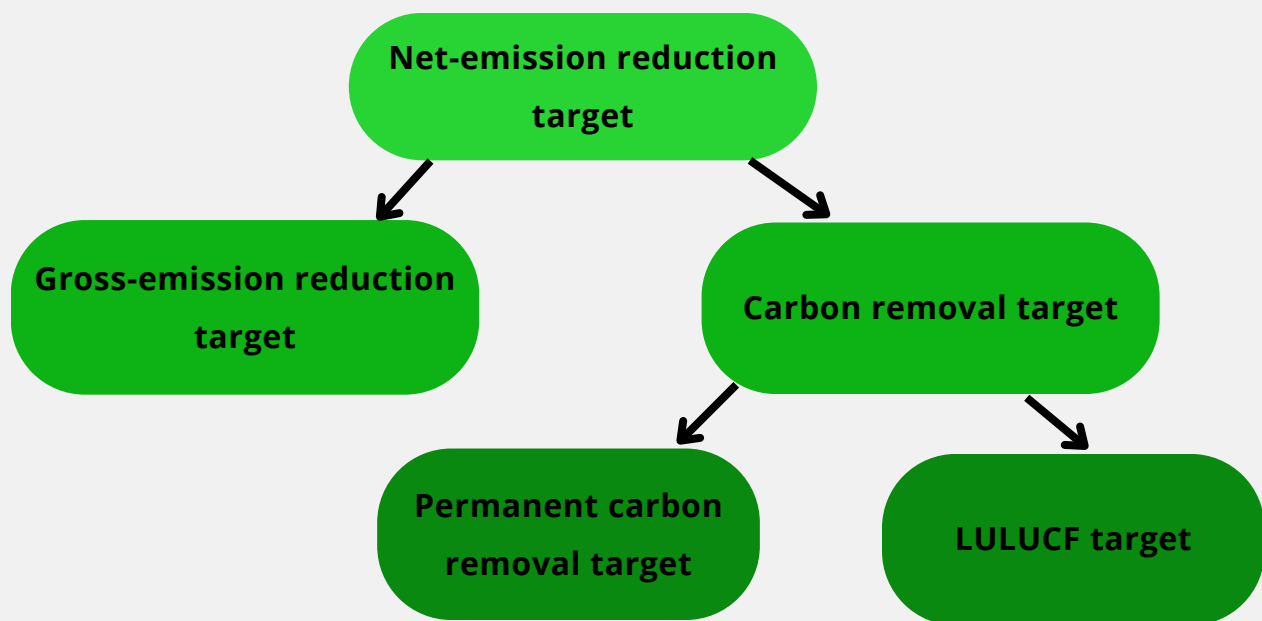 Net-emission reduction
target
Gross-emission reduction
target
Carbon removal target
Permanent carbon
removal target
LULUCF target